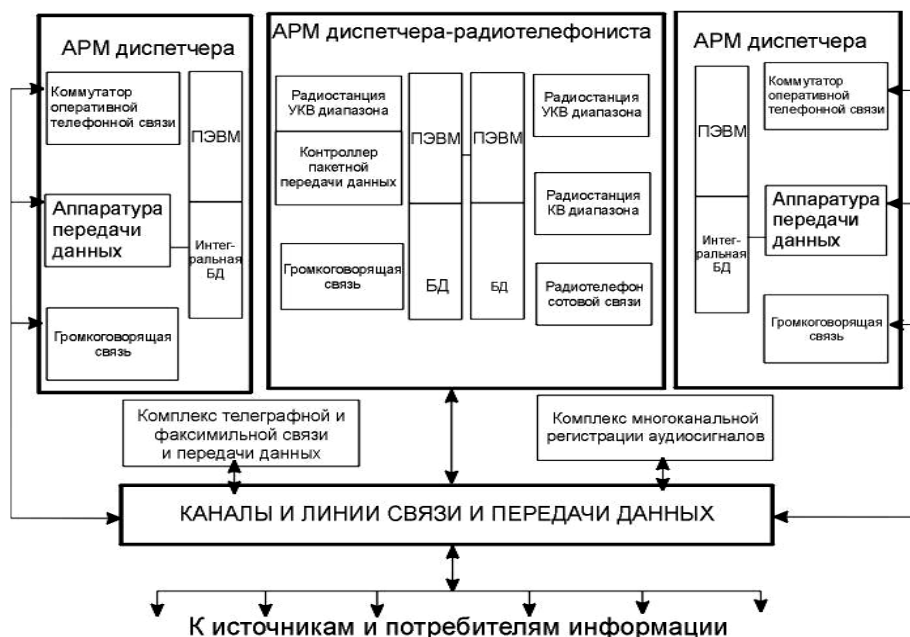 АРМ диспетчера
Коммутатор
оперативной
телефонной связи
ПЭВМ
Аппаратура
передачи
данных
Интег-
ральная
БД
Громкоговорящая
связь
АРМ диспетчера-радиотелефониста
Радиостанция
УКВ диапазона
Контроллер
пакетной
передачи данных
Громкоговорящая
связь
ПЭВМ
БД
ПЭВМ
БД
Радиостанция
УКВ диапазона
Радиостанция
КВ диапазона
Радиотелефон
сотовой связи
АРМ диспетчера
ПЭВМ
Интег-
ральная
БД
Коммутатор
оперативной
телефонной связи
Аппаратура
передачи
данных
Громкоговорящая
связь
Комплекс телеграфной и
факсимильной связи
и передачи данных
Комплекс многоканальной
регистрации аудиосигналов
КАНАЛЫ И ЛИНИИ СВЯЗИ И ПЕРЕДАЧИ ДАННЫХ
К источникам и потребителям информации